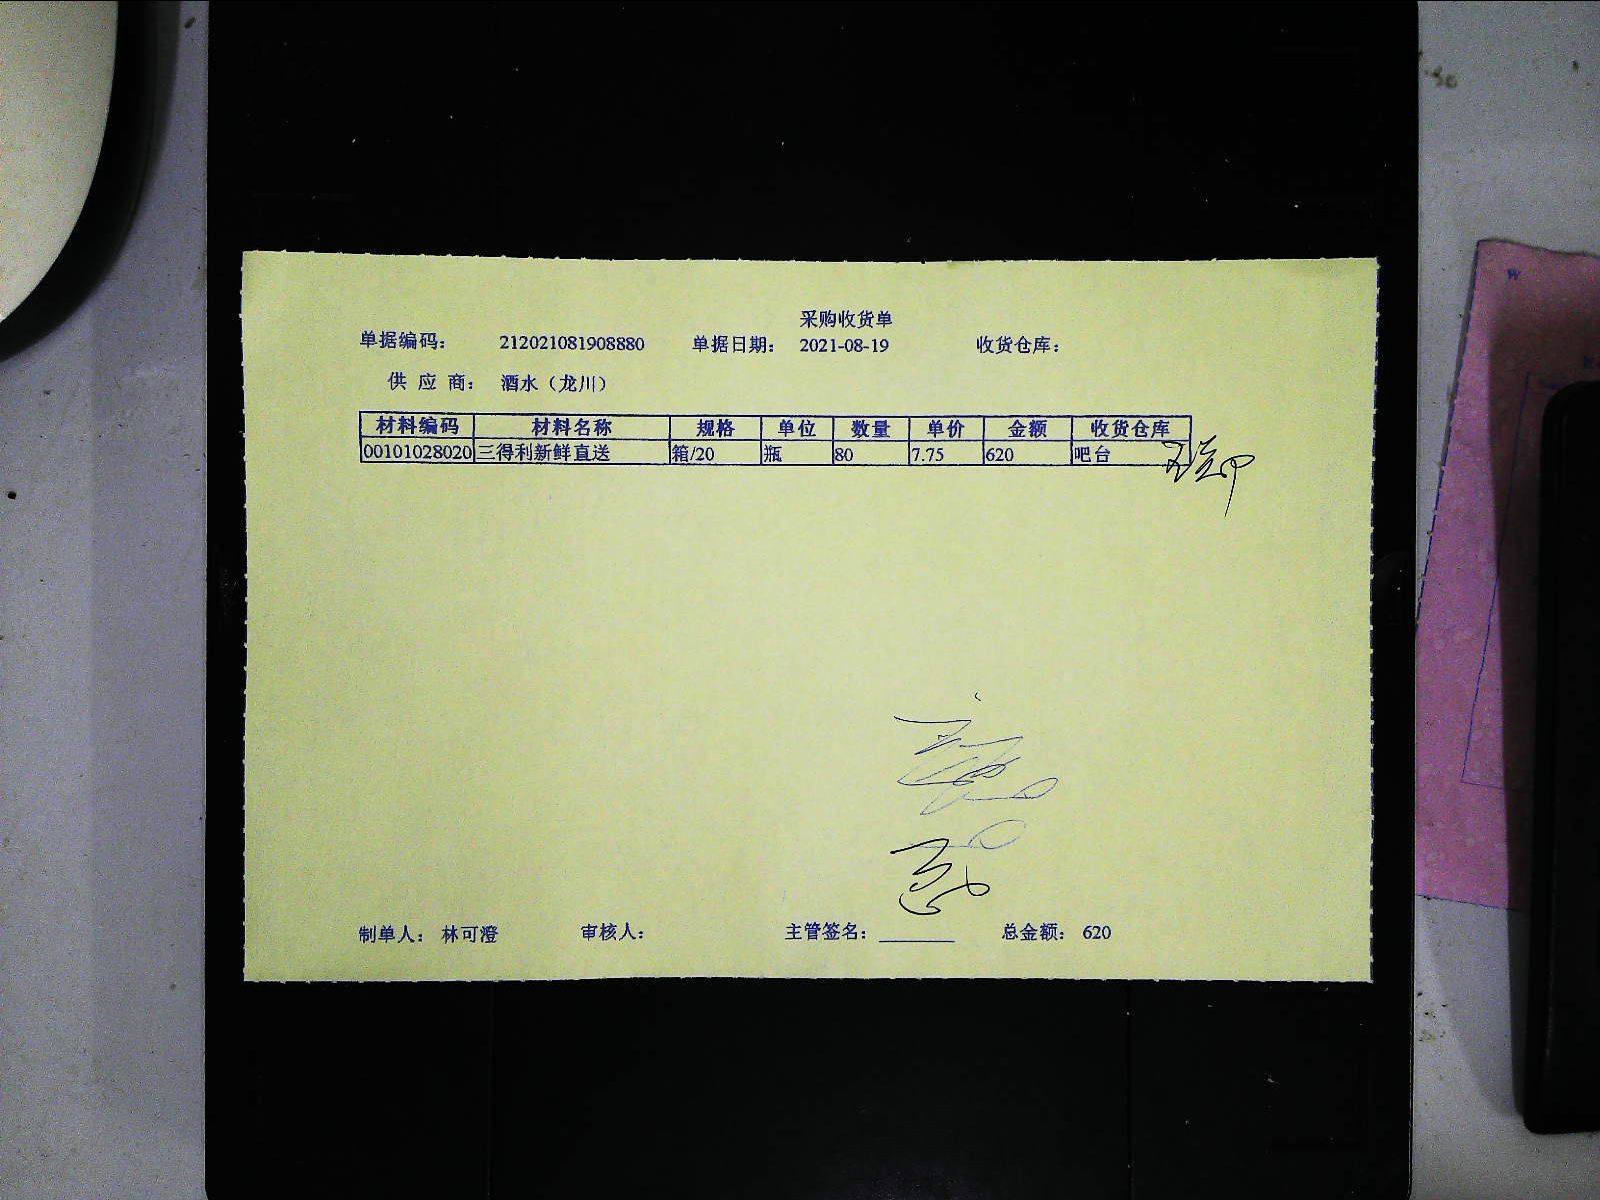 采购收货单
单据编码： 212021081908880 单据日期： 2021-08-19 收货仓库：
供 应 商： 酒水（龙川）
材料编码 材料名称 规格 单位 数量 单价 金额 收货仓库
00101028020 三得利新鲜直送 箱/20 瓶 80 7.75 620 吧台
制单人： 林可澄 审核人： 主管签名：________ 总金额： 620